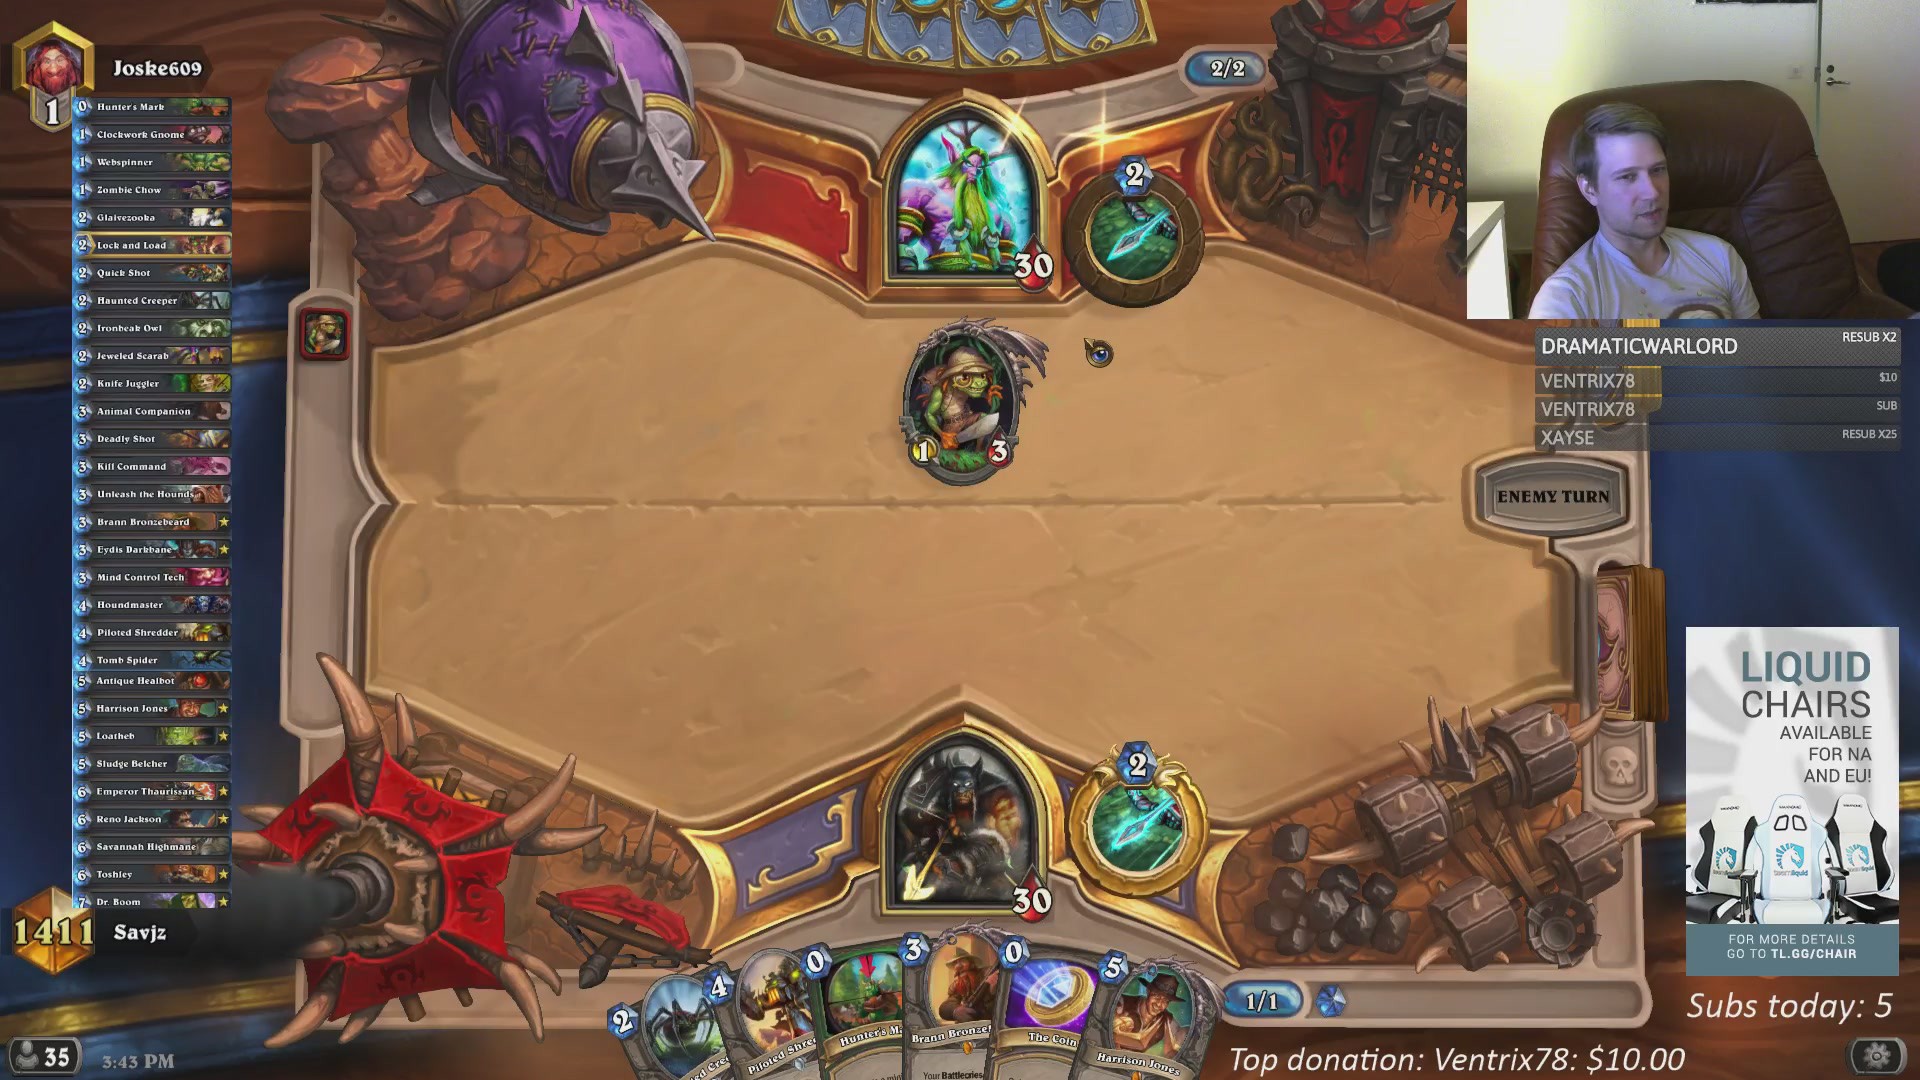 Joske609
1
0 Hunter's Mark
1 Clockwork Gnome
1 Webspinner
1 Zombie Chow
2 Glaivezooka
2 Lock and Load
2 Quick Shot
2 Haunted Creeper
2 Ironbeak Owl
2 Jeweled Scarab
2 Knife Juggler
3 Animal Companion
3 Deadly Shot
3 Kill Command
3 Unleash the Hounds
3 Brann Bronzebeard
3 Eydis Darkbane
3 Mind Control Tech
4 Houndmaster
4 Piloted Shredder
4 Tomb Spider
5 Antique Healbot
5 Harrison Jones
5 Loatheb
5 Sludge Belcher
6 Emperor Thaurissan
6 Reno Jackson
6 Savannah Highmane
6 Toshley
7 Dr. Boom
1411 Savjz
35 3:43 PM
2/2
2
30
1 3
ENEMY TURN
2
30
1/1
2 ed Cre
4 Piloted Shre
0 Hunter's M
3 Brann Bronze
Your Battlecries
0 The Coin
5 Harrison Jones
DRAMATICWARLORD RESUB X2
VENTRIX78 $10
VENTRIX78 SUB
XAYSE RESUB X25
LIQUID
CHAIRS
AVAILABLE
FOR NA
AND EU!
FOR MORE DETAILS
GO TO TL.GG/CHAIR
Subs today: 5
Top donation: Ventrix78: $10.00